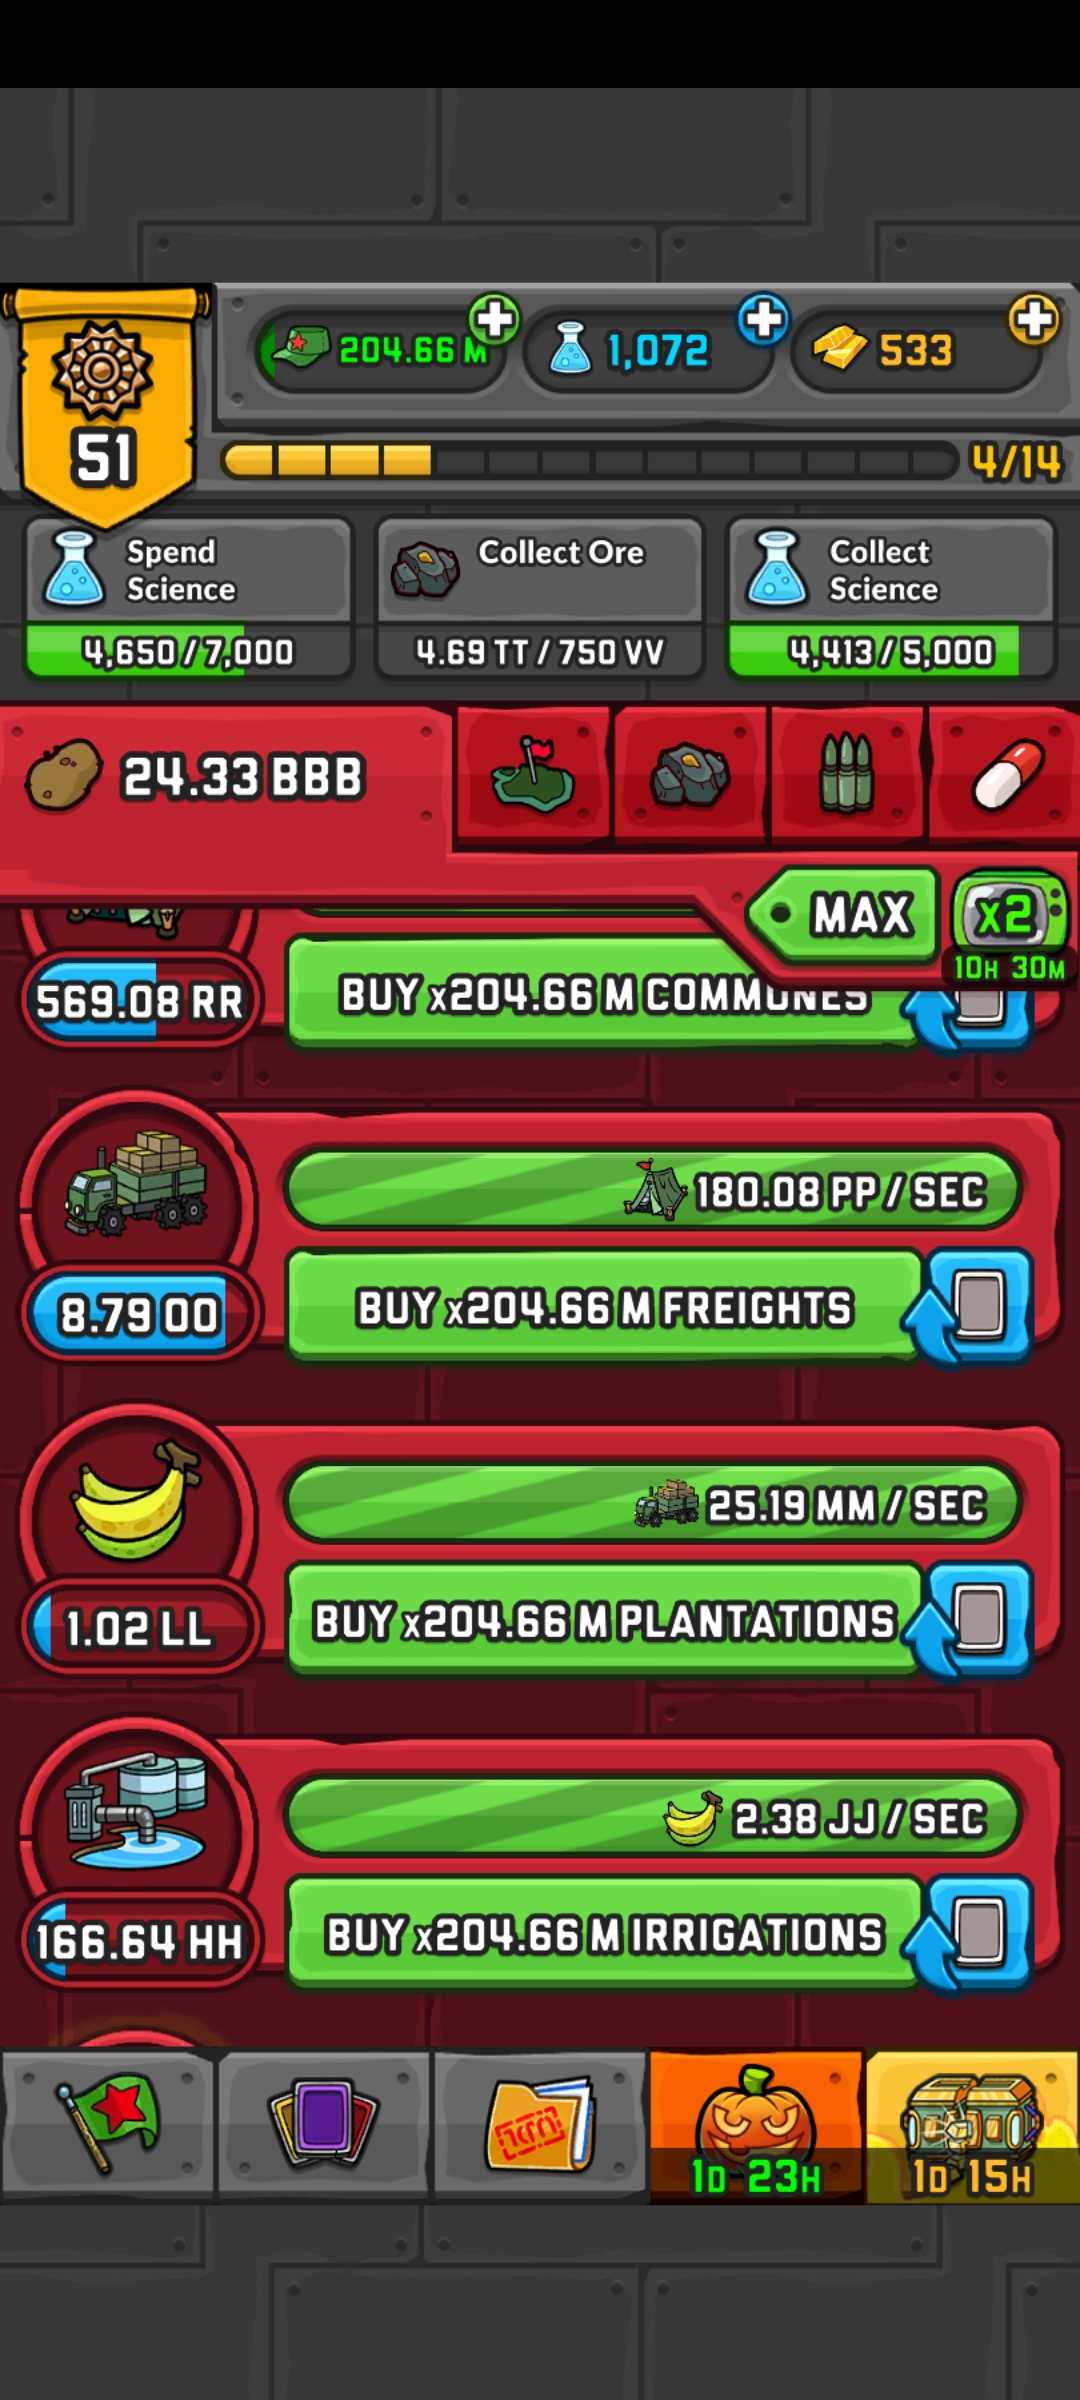 204.66 M
1,072
533
51
4/14
Spend
Science
4,650/7,000
Collect Ore
4.69 TT/750 VV
Collect
Science
4,413/5,000
24.33 BBB
MAX
x2
10H 30M
569.08 RR
BUY x204.66 M COMMUNES
180.08 PP/SEC
8.79 OO
BUY x204.66 M FREIGHTS
25.19 MM/SEC
1.02 LL
BUY x204.66 M PLANTATIONS
2.38 JJ/SEC
166.64 HH
BUY x204.66 M IRRIGATIONS
1D 23H
1D 15H